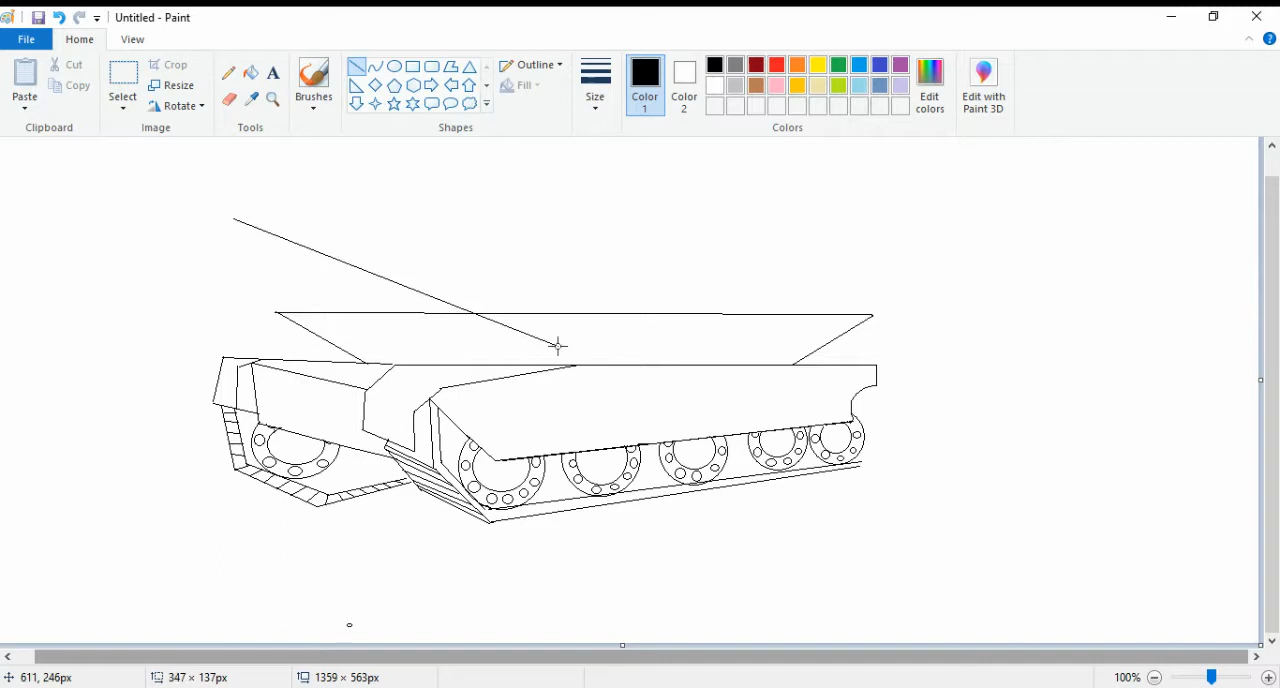 Untitled - Paint
File Home View
Paste
Cut
Copy
Clipboard
Select
Crop
Resize
Rotate
Image
Tools
Brushes
Outline
Fill
Shapes
Size
Color
1
Color
2
Edit
colors
Colors
Edit with
Paint 3D
611, 246px 347 × 137px 1359 × 563px 100%